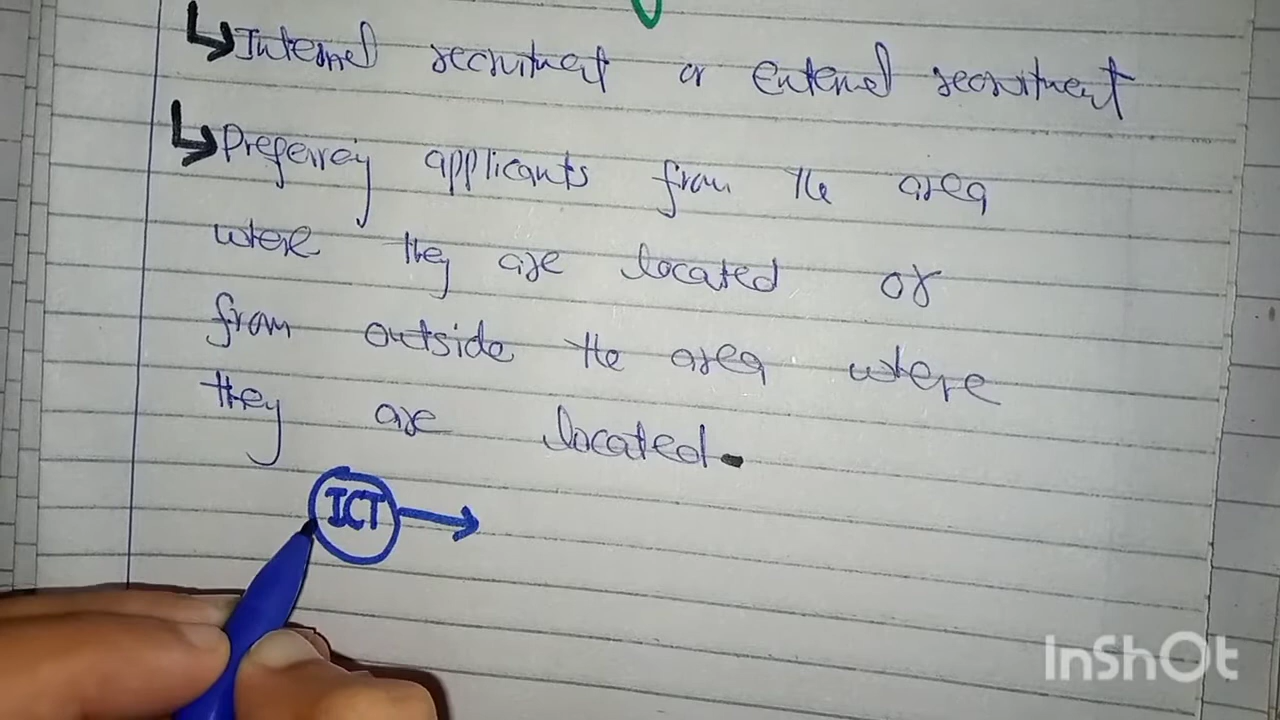 Internal recruitment or external recruitment
Preferring applicants from the area
where they are located or
from outside the area where
they are located.
ICT
InShOt